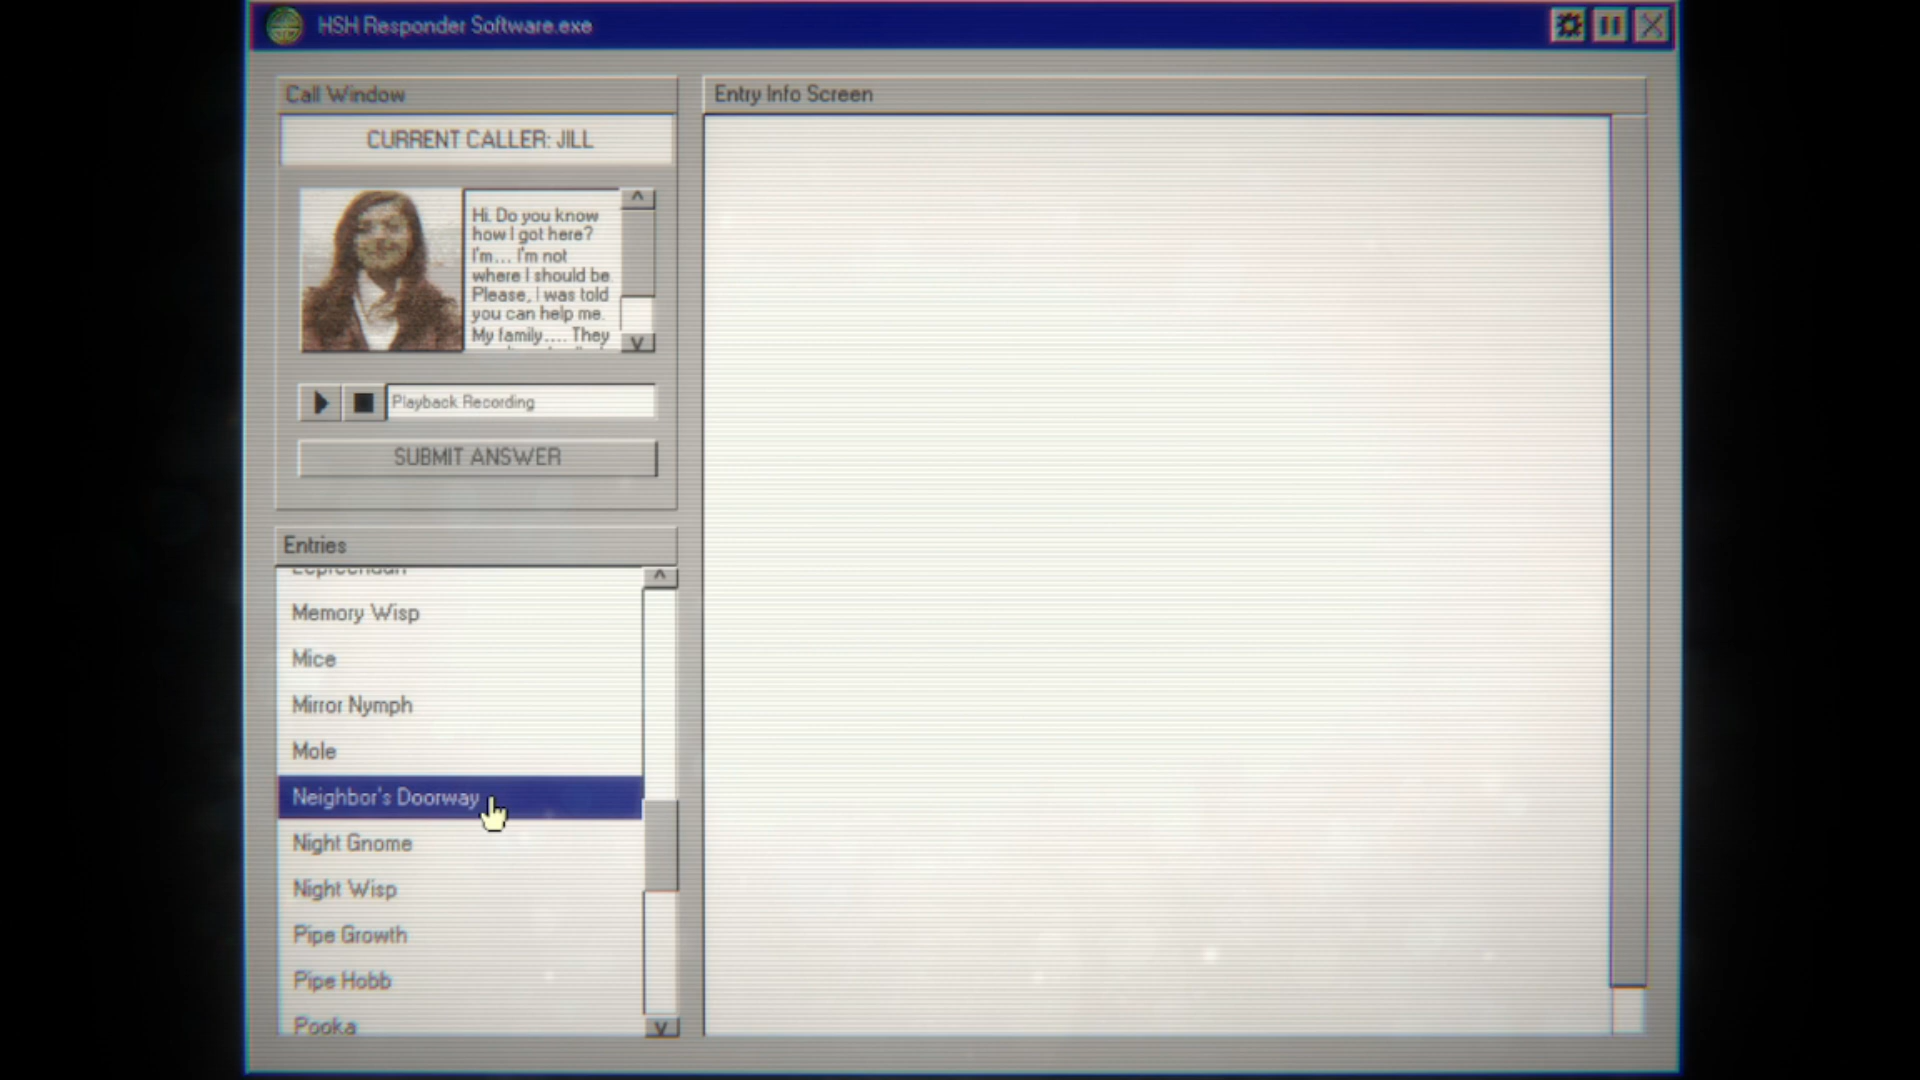 HSH Responder Software.exe
Call Window
CURRENT CALLER: JILL
Hi. Do you know
how I got here?
I'm... I'm not
where I should be.
Please, I was told
you can help me.
My family.... They
Playback Recording
SUBMIT ANSWER
Entries
Leprechaun
Memory Wisp
Mice
Mirror Nymph
Mole
Neighbor's Doorway
Night Gnome
Night Wisp
Pipe Growth
Pipe Hobb
Pooka
Entry Info Screen